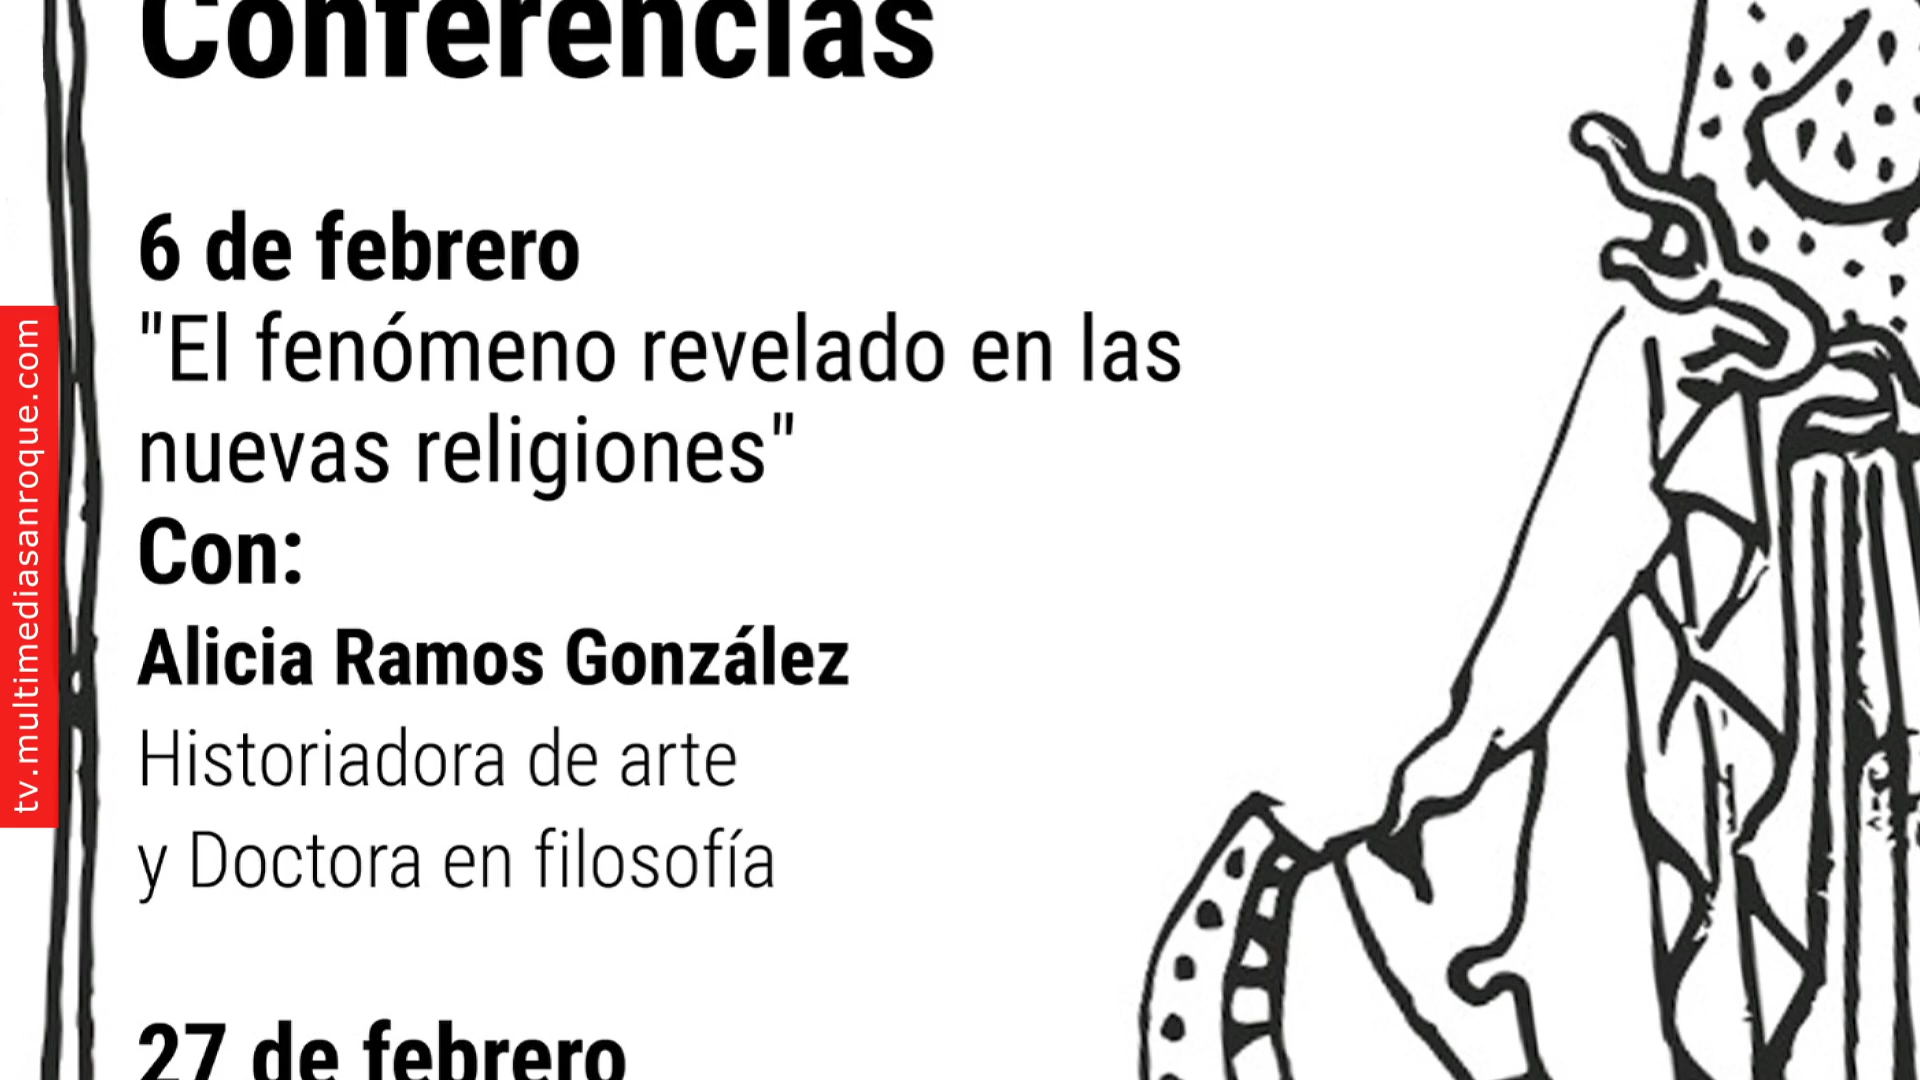 Conferencias
6 de febrero
"El fenómeno revelado en las
nuevas religiones"
Con:
Alicia Ramos González
Historiadora de arte
y Doctora en filosofía
27 de febrero
tv.multimediasanroque.com